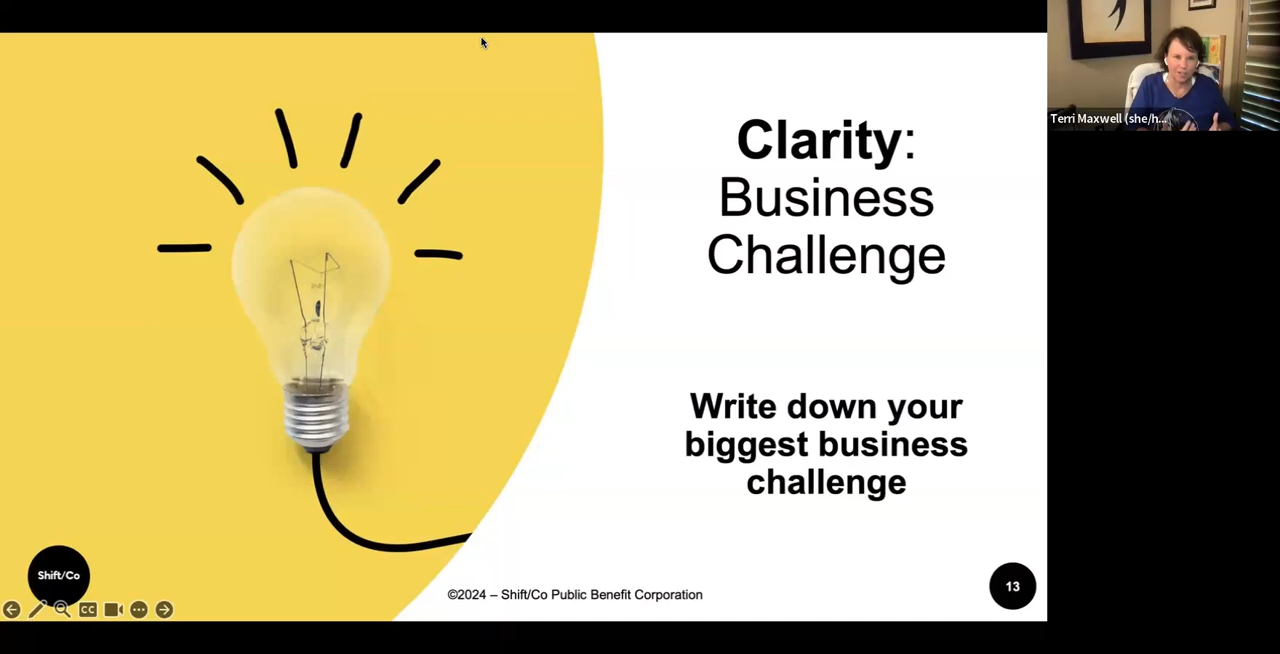 Clarity:
Business
Challenge
Write down your
biggest business
challenge
Shift/Co
©2024 – Shift/Co Public Benefit Corporation
13
CC
Terri Maxwell (she/h...